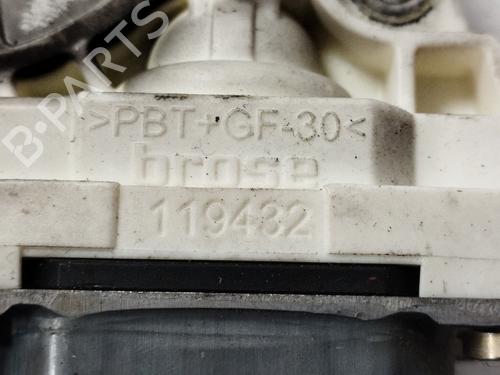 B-PARTS
>PBT+GF-30<
brose
119432